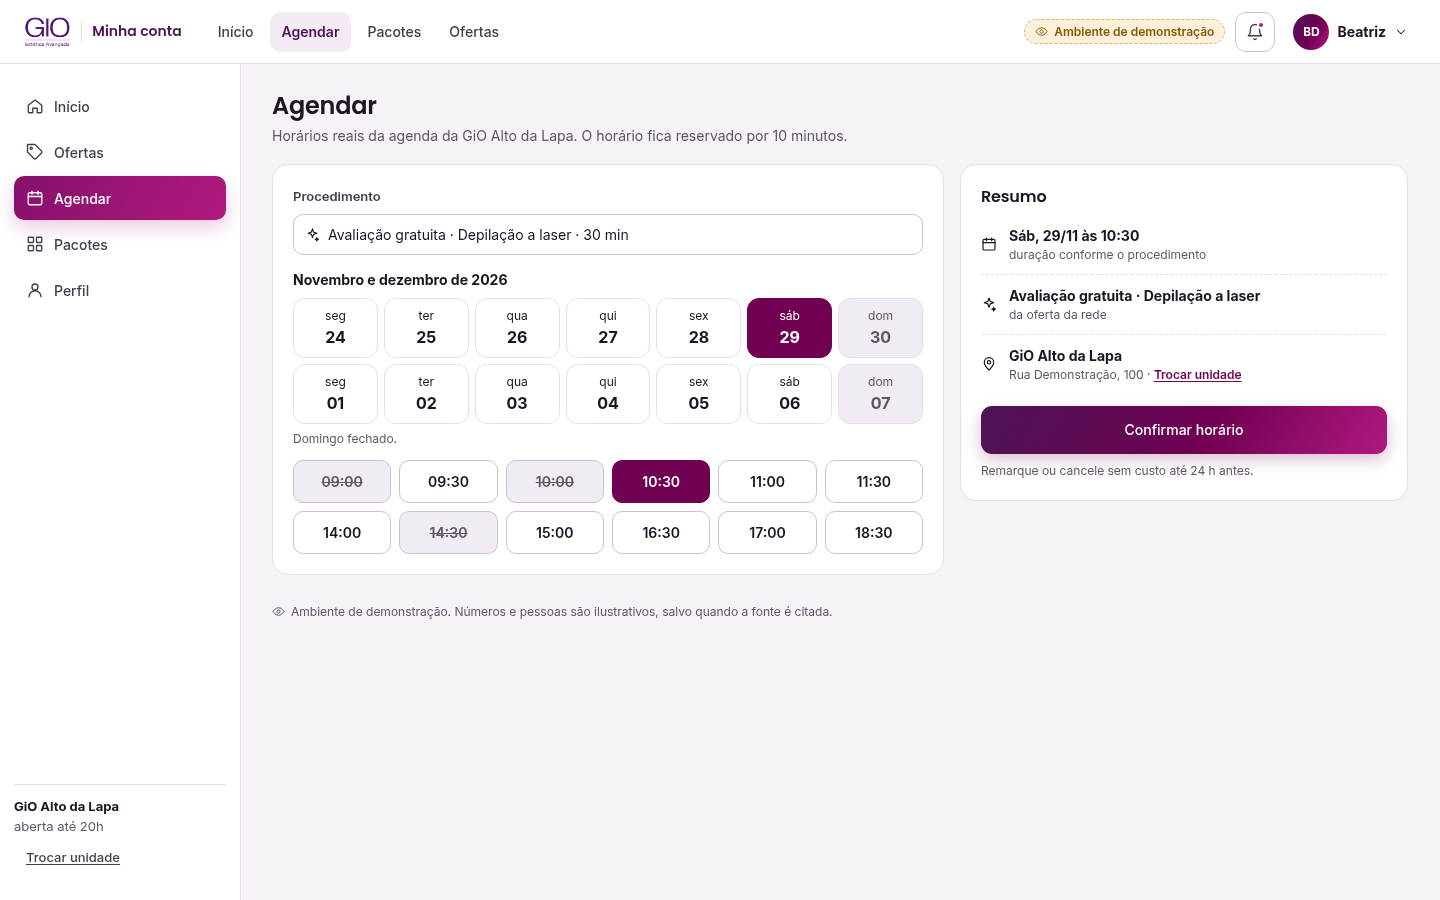 GIO
Estética Avançada
Minha conta
Início
Agendar
Pacotes
Ofertas
Ambiente de demonstração
BD
Beatriz
Início
Ofertas
Agendar
Pacotes
Perfil
GiO Alto da Lapa
aberta até 20h
Trocar unidade
Agendar
Horários reais da agenda da GiO Alto da Lapa. O horário fica reservado por 10 minutos.
Procedimento
Avaliação gratuita · Depilação a laser · 30 min
Novembro e dezembro de 2026
seg ter qua qui sex sáb dom
24 25 26 27 28 29 30
seg ter qua qui sex sáb dom
01 02 03 04 05 06 07
Domingo fechado.
09:00 09:30 10:00 10:30 11:00 11:30
14:00 14:30 15:00 16:30 17:00 18:30
Resumo
Sáb, 29/11 às 10:30
duração conforme o procedimento
Avaliação gratuita · Depilação a laser
da oferta da rede
GiO Alto da Lapa
Rua Demonstração, 100 · Trocar unidade
Confirmar horário
Remarque ou cancele sem custo até 24 h antes.
Ambiente de demonstração. Números e pessoas são ilustrativos, salvo quando a fonte é citada.